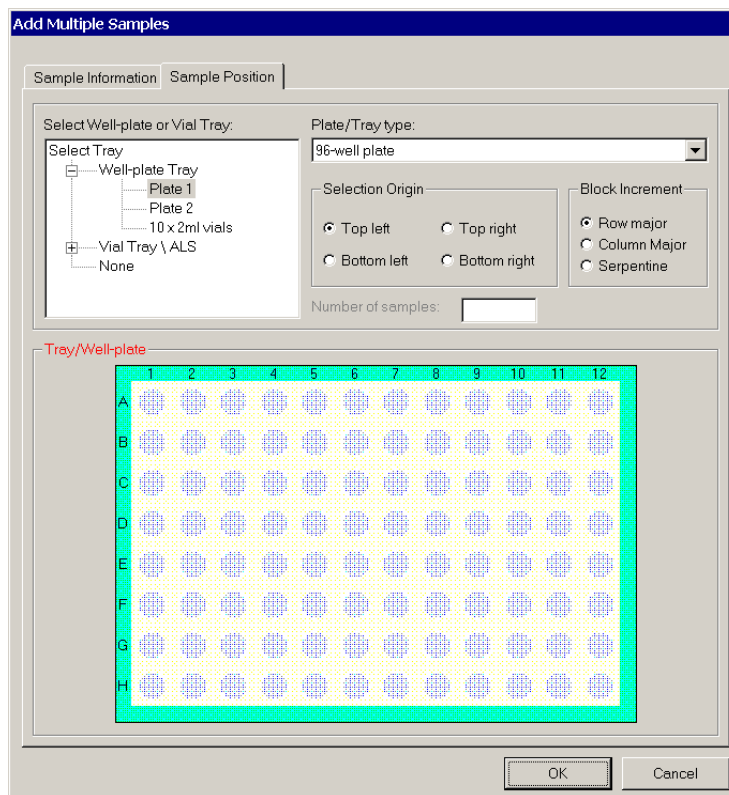 Add Multiple Samples
Sample Information Sample Position
Select Well-plate or Vial Tray:
Select Tray
Well-plate Tray
Plate 1
Plate 2
10 x 2ml vials
Vial Tray \ ALS
None
Plate/Tray type:
96-well plate
Selection Origin
Top left Top right
Bottom left Bottom right
Block Increment
Row major
Column Major
Serpentine
Number of samples:
Tray/Well-plate
1 2 3 4 5 6 7 8 9 10 11 12
A
B
C
D
E
F
G
H
OK Cancel